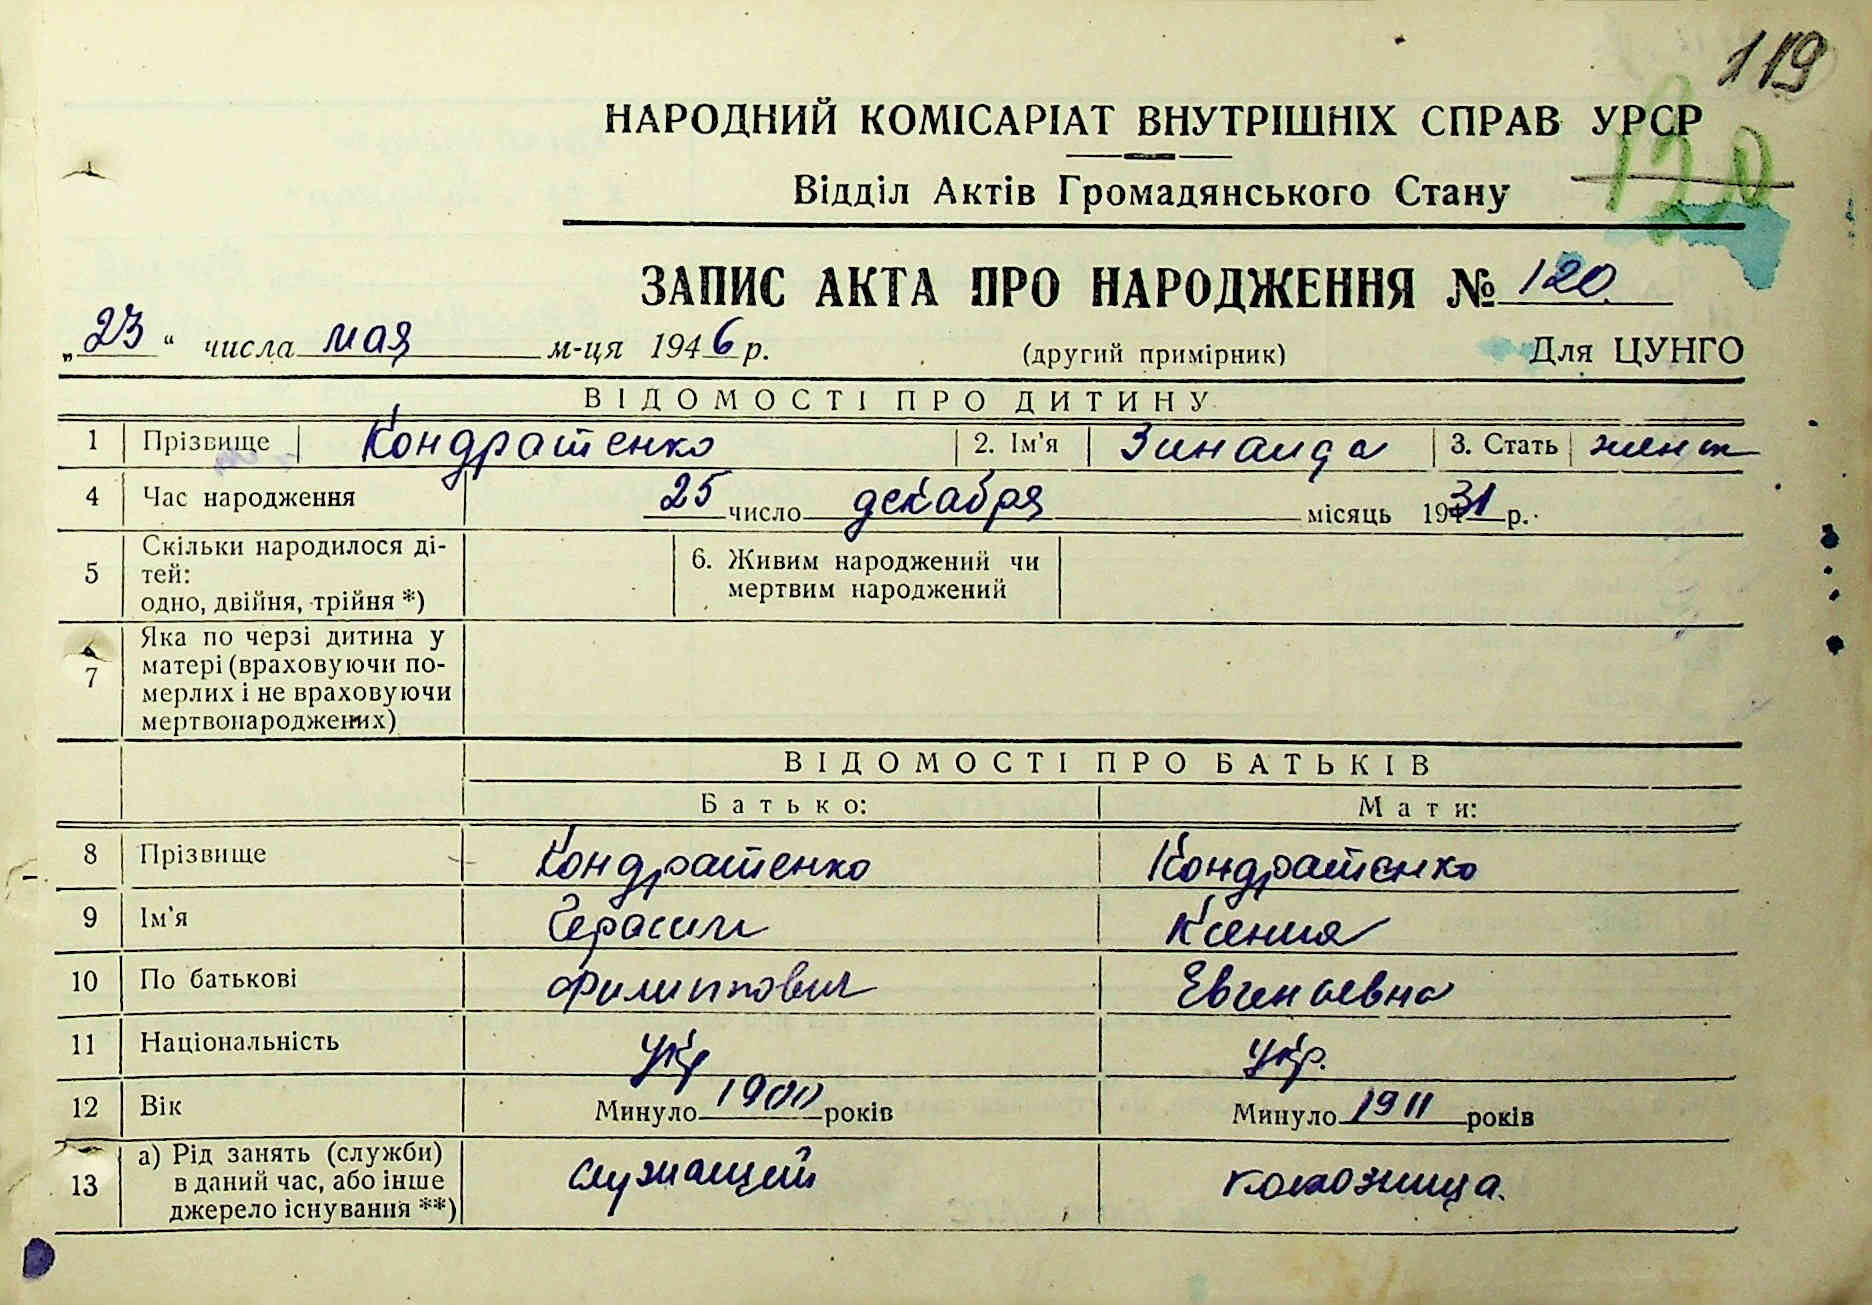 119
НАРОДНИЙ КОМІСАРІАТ ВНУТРІШНІХ СПРАВ УРСР
130
Відділ Актів Громадянського Стану
ЗАПИС АКТА ПРО НАРОДЖЕННЯ № 120.
„23“ числа мая м-ця 1946 р. (другий примірник) Для ЦУНГО
ВІДОМОСТІ ПРО ДИТИНУ
1 Прізвище Кондратенко 2. Ім'я Зинаида 3. Стать женск
4 Час народження 25 число декабря місяць 1931 р.
5 Скільки народилося дітей: одно, двійня, трійня *) 6. Живим народжений чи мертвим народжений
7 Яка по черзі дитина у матері (враховуючи померлих і не враховуючи мертвонароджених)
ВІДОМОСТІ ПРО БАТЬКІВ
Батько: Мати:
8 Прізвище Кондратенко Кондратенко
9 Ім'я Герасим Ксения
10 По батькові Филиппович Евгеньевна
11 Національність укр укр.
12 Вік Минуло 1900 років Минуло 1911 років
13 а) Рід занять (служби) в даний час, або інше джерело існування **) служащий колхозница.